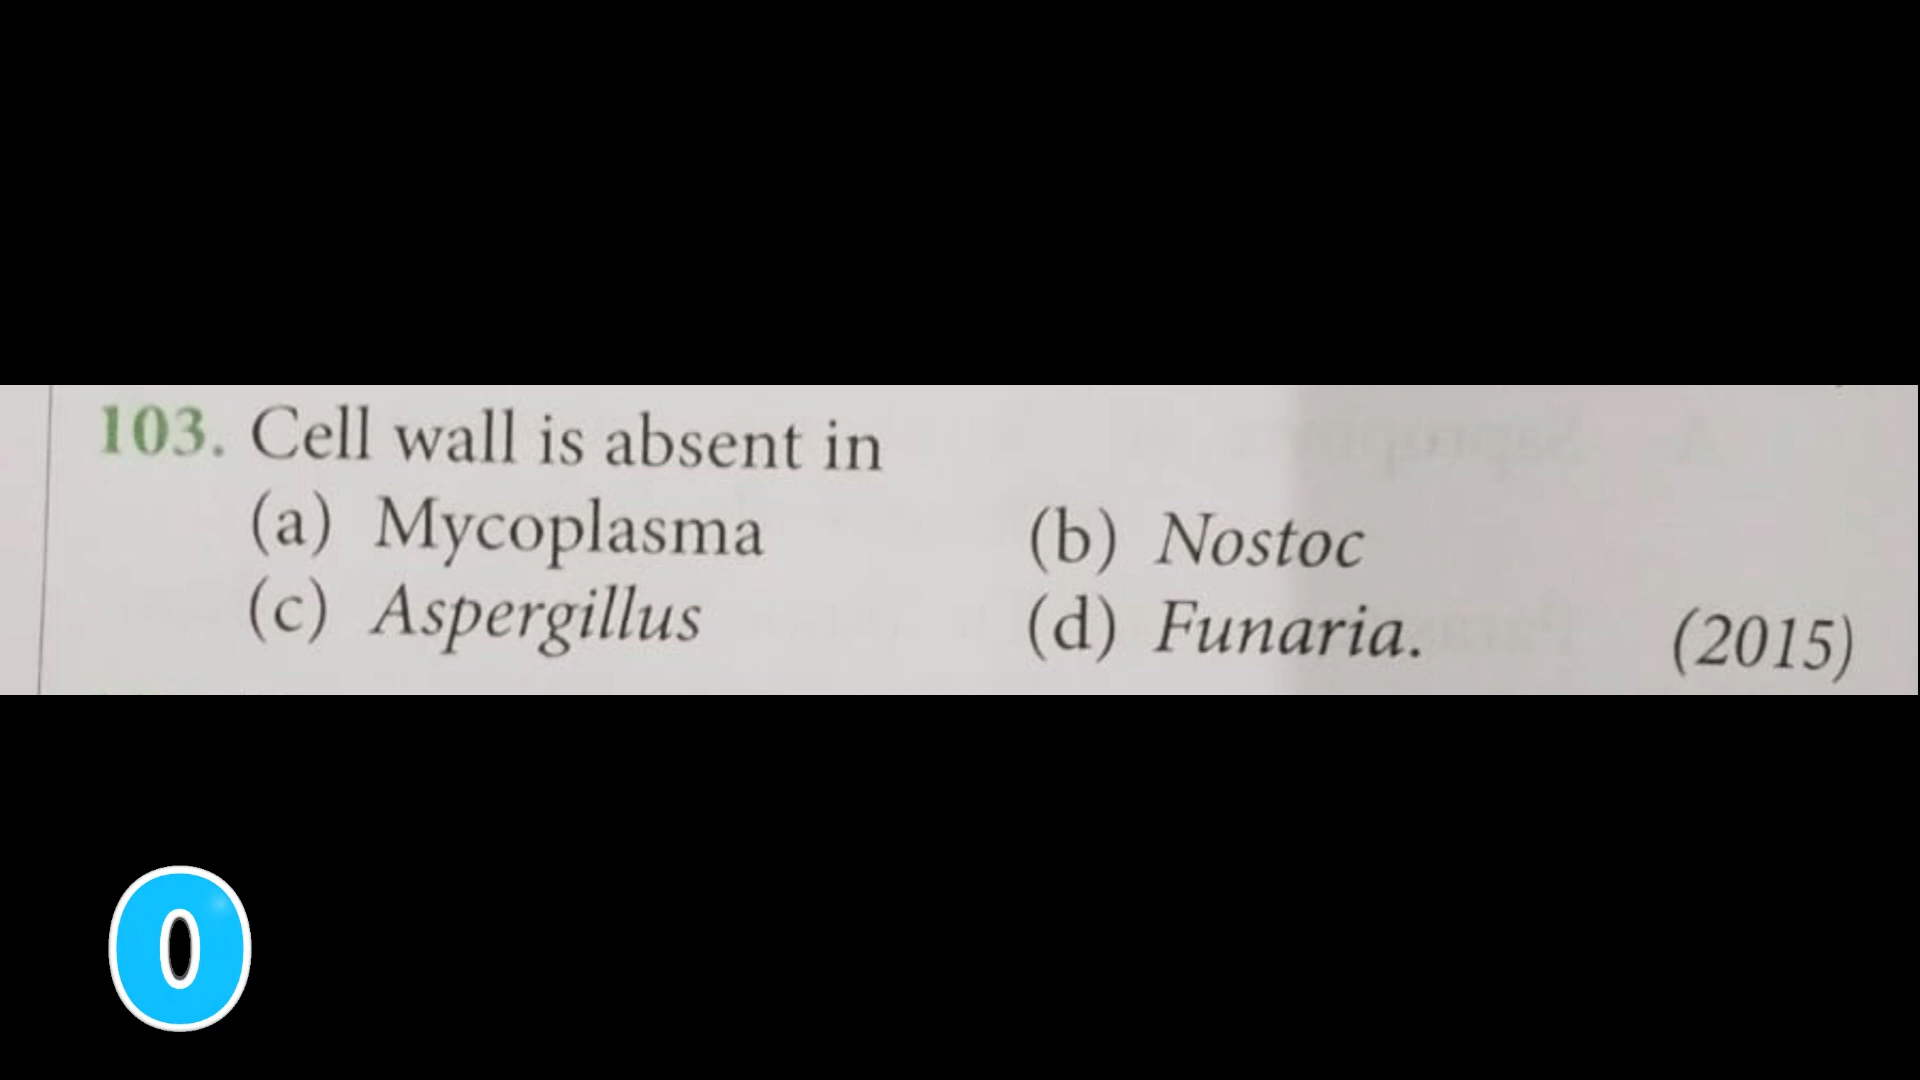 103. Cell wall is absent in
(a) Mycoplasma (b) Nostoc
(c) Aspergillus (d) Funaria. (2015)
0